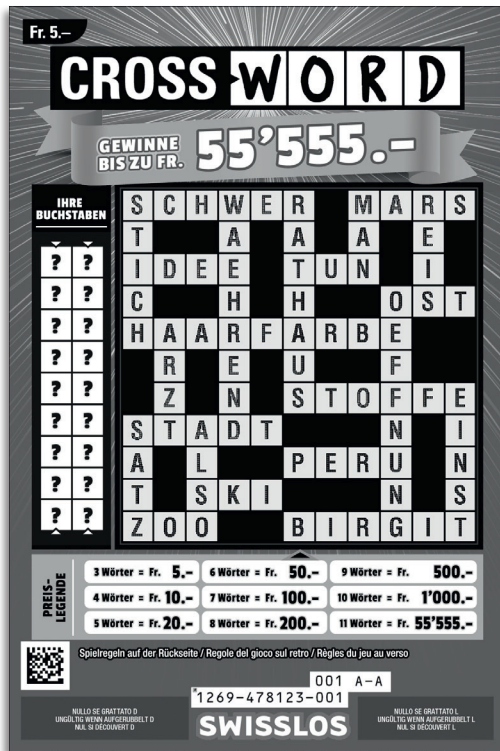 Fr. 5.–
CROSS WORD
GEWINNE
BIS ZU FR. 55'555.–
IHRE
BUCHSTABEN
? ?
? ?
? ?
? ?
? ?
? ?
? ?
? ?
? ?
S C H W E R M A R S
T A A A E
I D E E T U N I
C H H O S T
H A A R F A R B E
R E U F
Z N S T O F F E
S T A D T N I
A L P E R U N
T S K I N S
Z O O B I R G I T
PREIS-
LEGENDE
3 Wörter = Fr. 5.– 6 Wörter = Fr. 50.– 9 Wörter = Fr. 500.–
4 Wörter = Fr. 10.– 7 Wörter = Fr. 100.– 10 Wörter = Fr. 1'000.–
5 Wörter = Fr. 20.– 8 Wörter = Fr. 200.– 11 Wörter = Fr. 55'555.–
Spielregeln auf der Rückseite / Regole del gioco sul retro / Règles du jeu au verso
001 A-A
*1269-478123-001
NULLO SE GRATTATO D
UNGÜLTIG WENN AUFGERUBBELT D
NUL SI DÉCOUVERT D
SWISSLOS
NULLO SE GRATTATO L
UNGÜLTIG WENN AUFGERUBBELT L
NUL SI DÉCOUVERT L